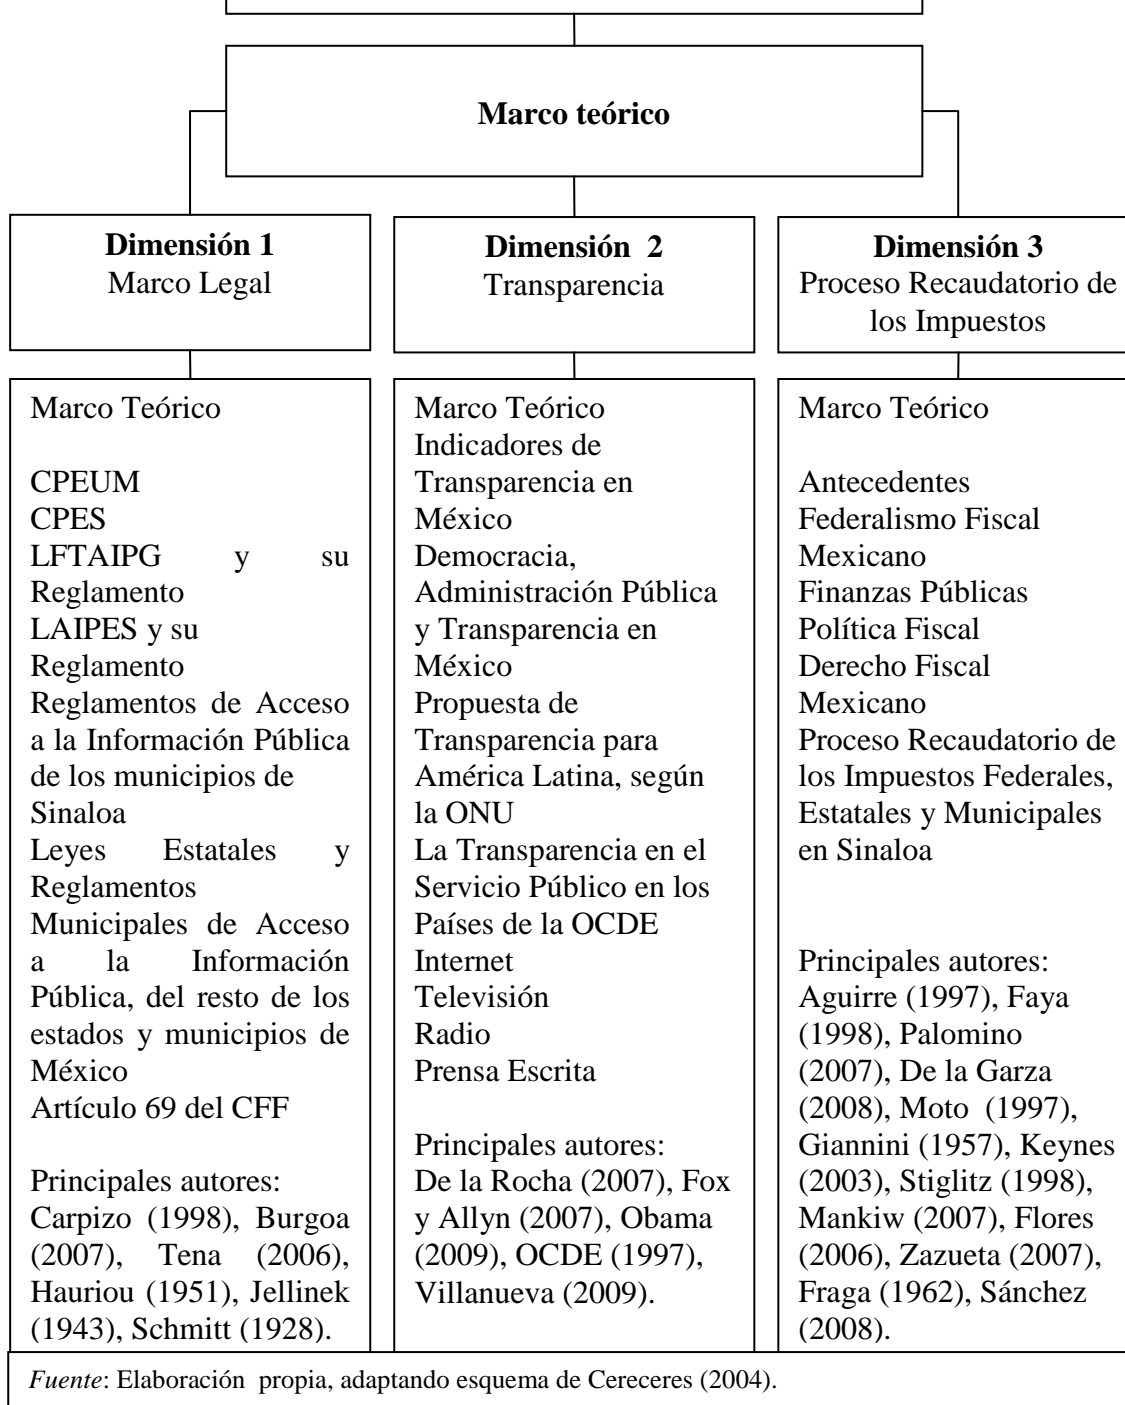 Marco teórico
Dimensión 1
Marco Legal
Dimensión 2
Transparencia
Dimensión 3
Proceso Recaudatorio de
los Impuestos
Marco Teórico
CPEUM
CPES
LFTAIPG y su
Reglamento
LAIPES y su
Reglamento
Reglamentos de Acceso
a la Información Pública
de los municipios de
Sinaloa
Leyes Estatales y
Reglamentos
Municipales de Acceso
a la Información
Pública, del resto de los
estados y municipios de
México
Artículo 69 del CFF
Principales autores:
Carpizo (1998), Burgoa
(2007), Tena (2006),
Hauriou (1951), Jellinek
(1943), Schmitt (1928).
Marco Teórico
Indicadores de
Transparencia en
México
Democracia,
Administración Pública
y Transparencia en
México
Propuesta de
Transparencia para
América Latina, según
la ONU
La Transparencia en el
Servicio Público en los
Países de la OCDE
Internet
Televisión
Radio
Prensa Escrita
Principales autores:
De la Rocha (2007), Fox
y Allyn (2007), Obama
(2009), OCDE (1997),
Villanueva (2009).
Marco Teórico
Antecedentes
Federalismo Fiscal
Mexicano
Finanzas Públicas
Política Fiscal
Derecho Fiscal
Mexicano
Proceso Recaudatorio de
los Impuestos Federales,
Estatales y Municipales
en Sinaloa
Principales autores:
Aguirre (1997), Faya
(1998), Palomino
(2007), De la Garza
(2008), Moto (1997),
Giannini (1957), Keynes
(2003), Stiglitz (1998),
Mankiw (2007), Flores
(2006), Zazueta (2007),
Fraga (1962), Sánchez
(2008).
Fuente: Elaboración propia, adaptando esquema de Cereceres (2004).